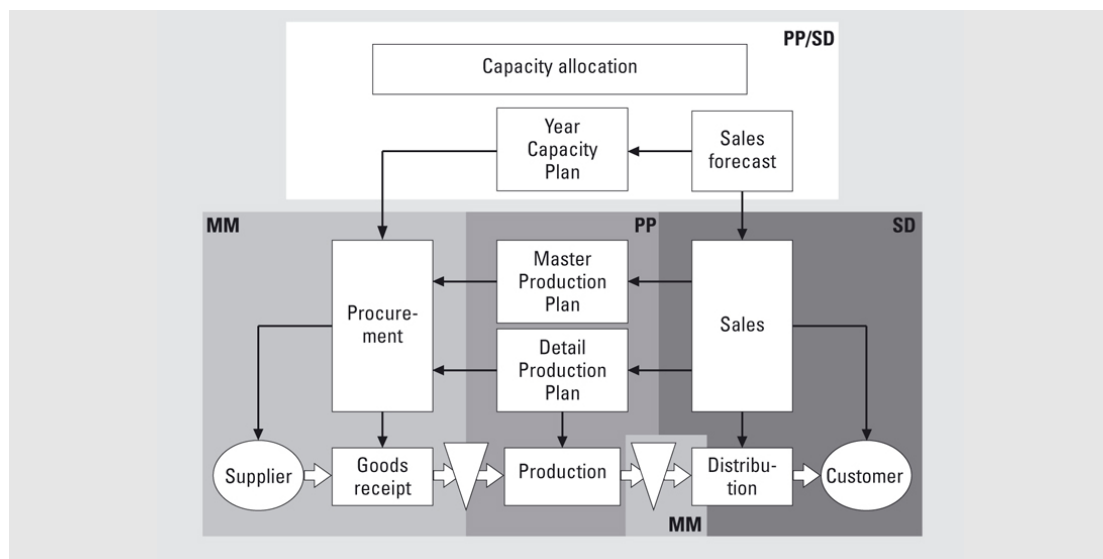 PP/SD
Capacity allocation
Year
Capacity
Plan
Sales
forecast
MM
PP
SD
Master
Production
Plan
Procure-
ment
Sales
Detail
Production
Plan
Supplier
Goods
receipt
Production
Distribu-
tion
Customer
MM